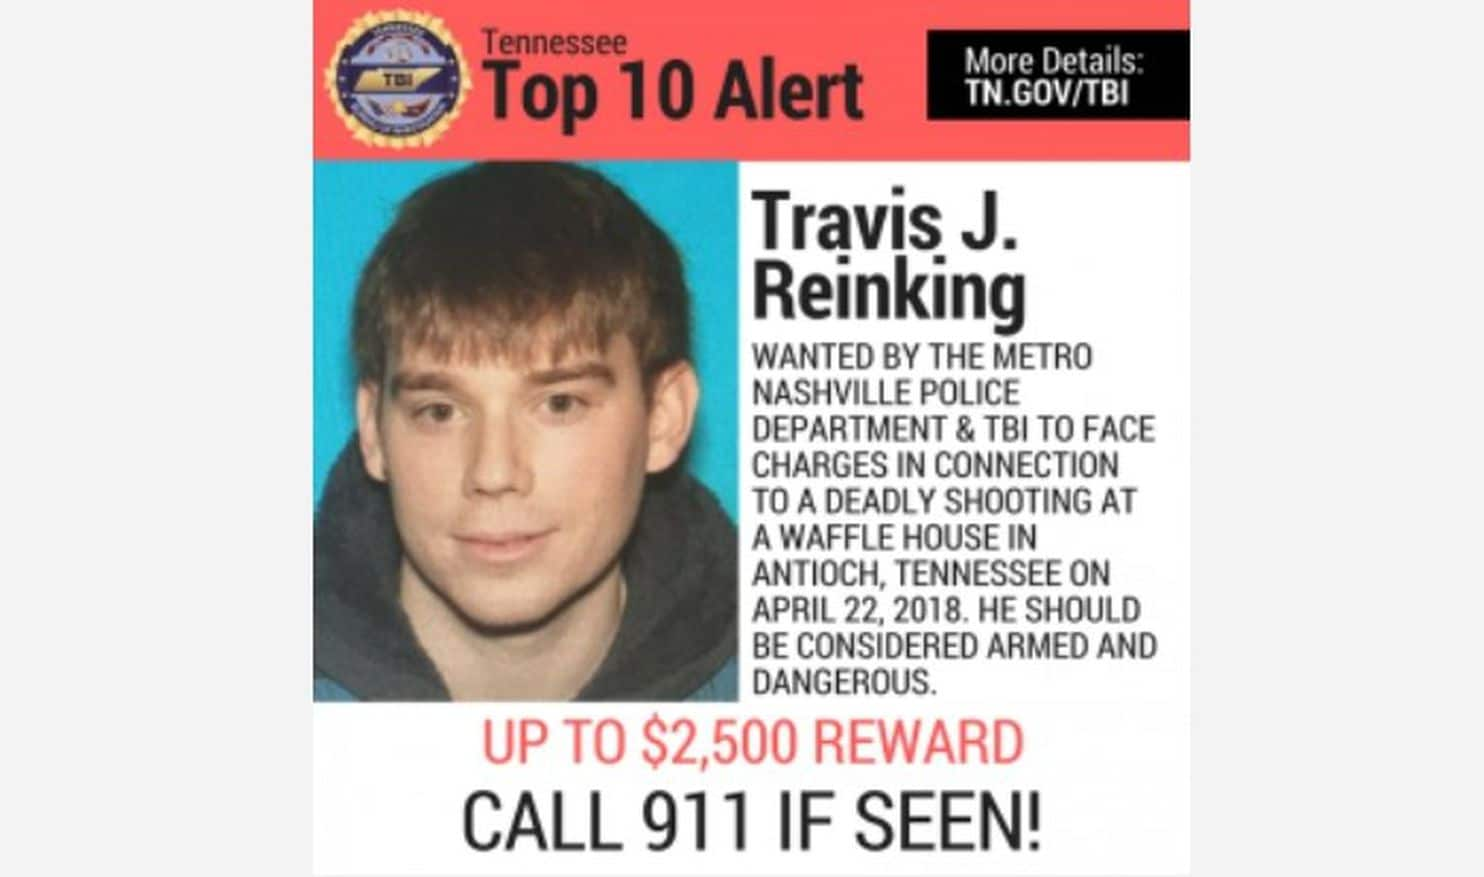 TENNESSEE
TBI
Tennessee
Top 10 Alert
More Details:
TN.GOV/TBI
Travis J.
Reinking
WANTED BY THE METRO
NASHVILLE POLICE
DEPARTMENT & TBI TO FACE
CHARGES IN CONNECTION
TO A DEADLY SHOOTING AT
A WAFFLE HOUSE IN
ANTIOCH, TENNESSEE ON
APRIL 22, 2018. HE SHOULD
BE CONSIDERED ARMED AND
DANGEROUS.
UP TO $2,500 REWARD
CALL 911 IF SEEN!